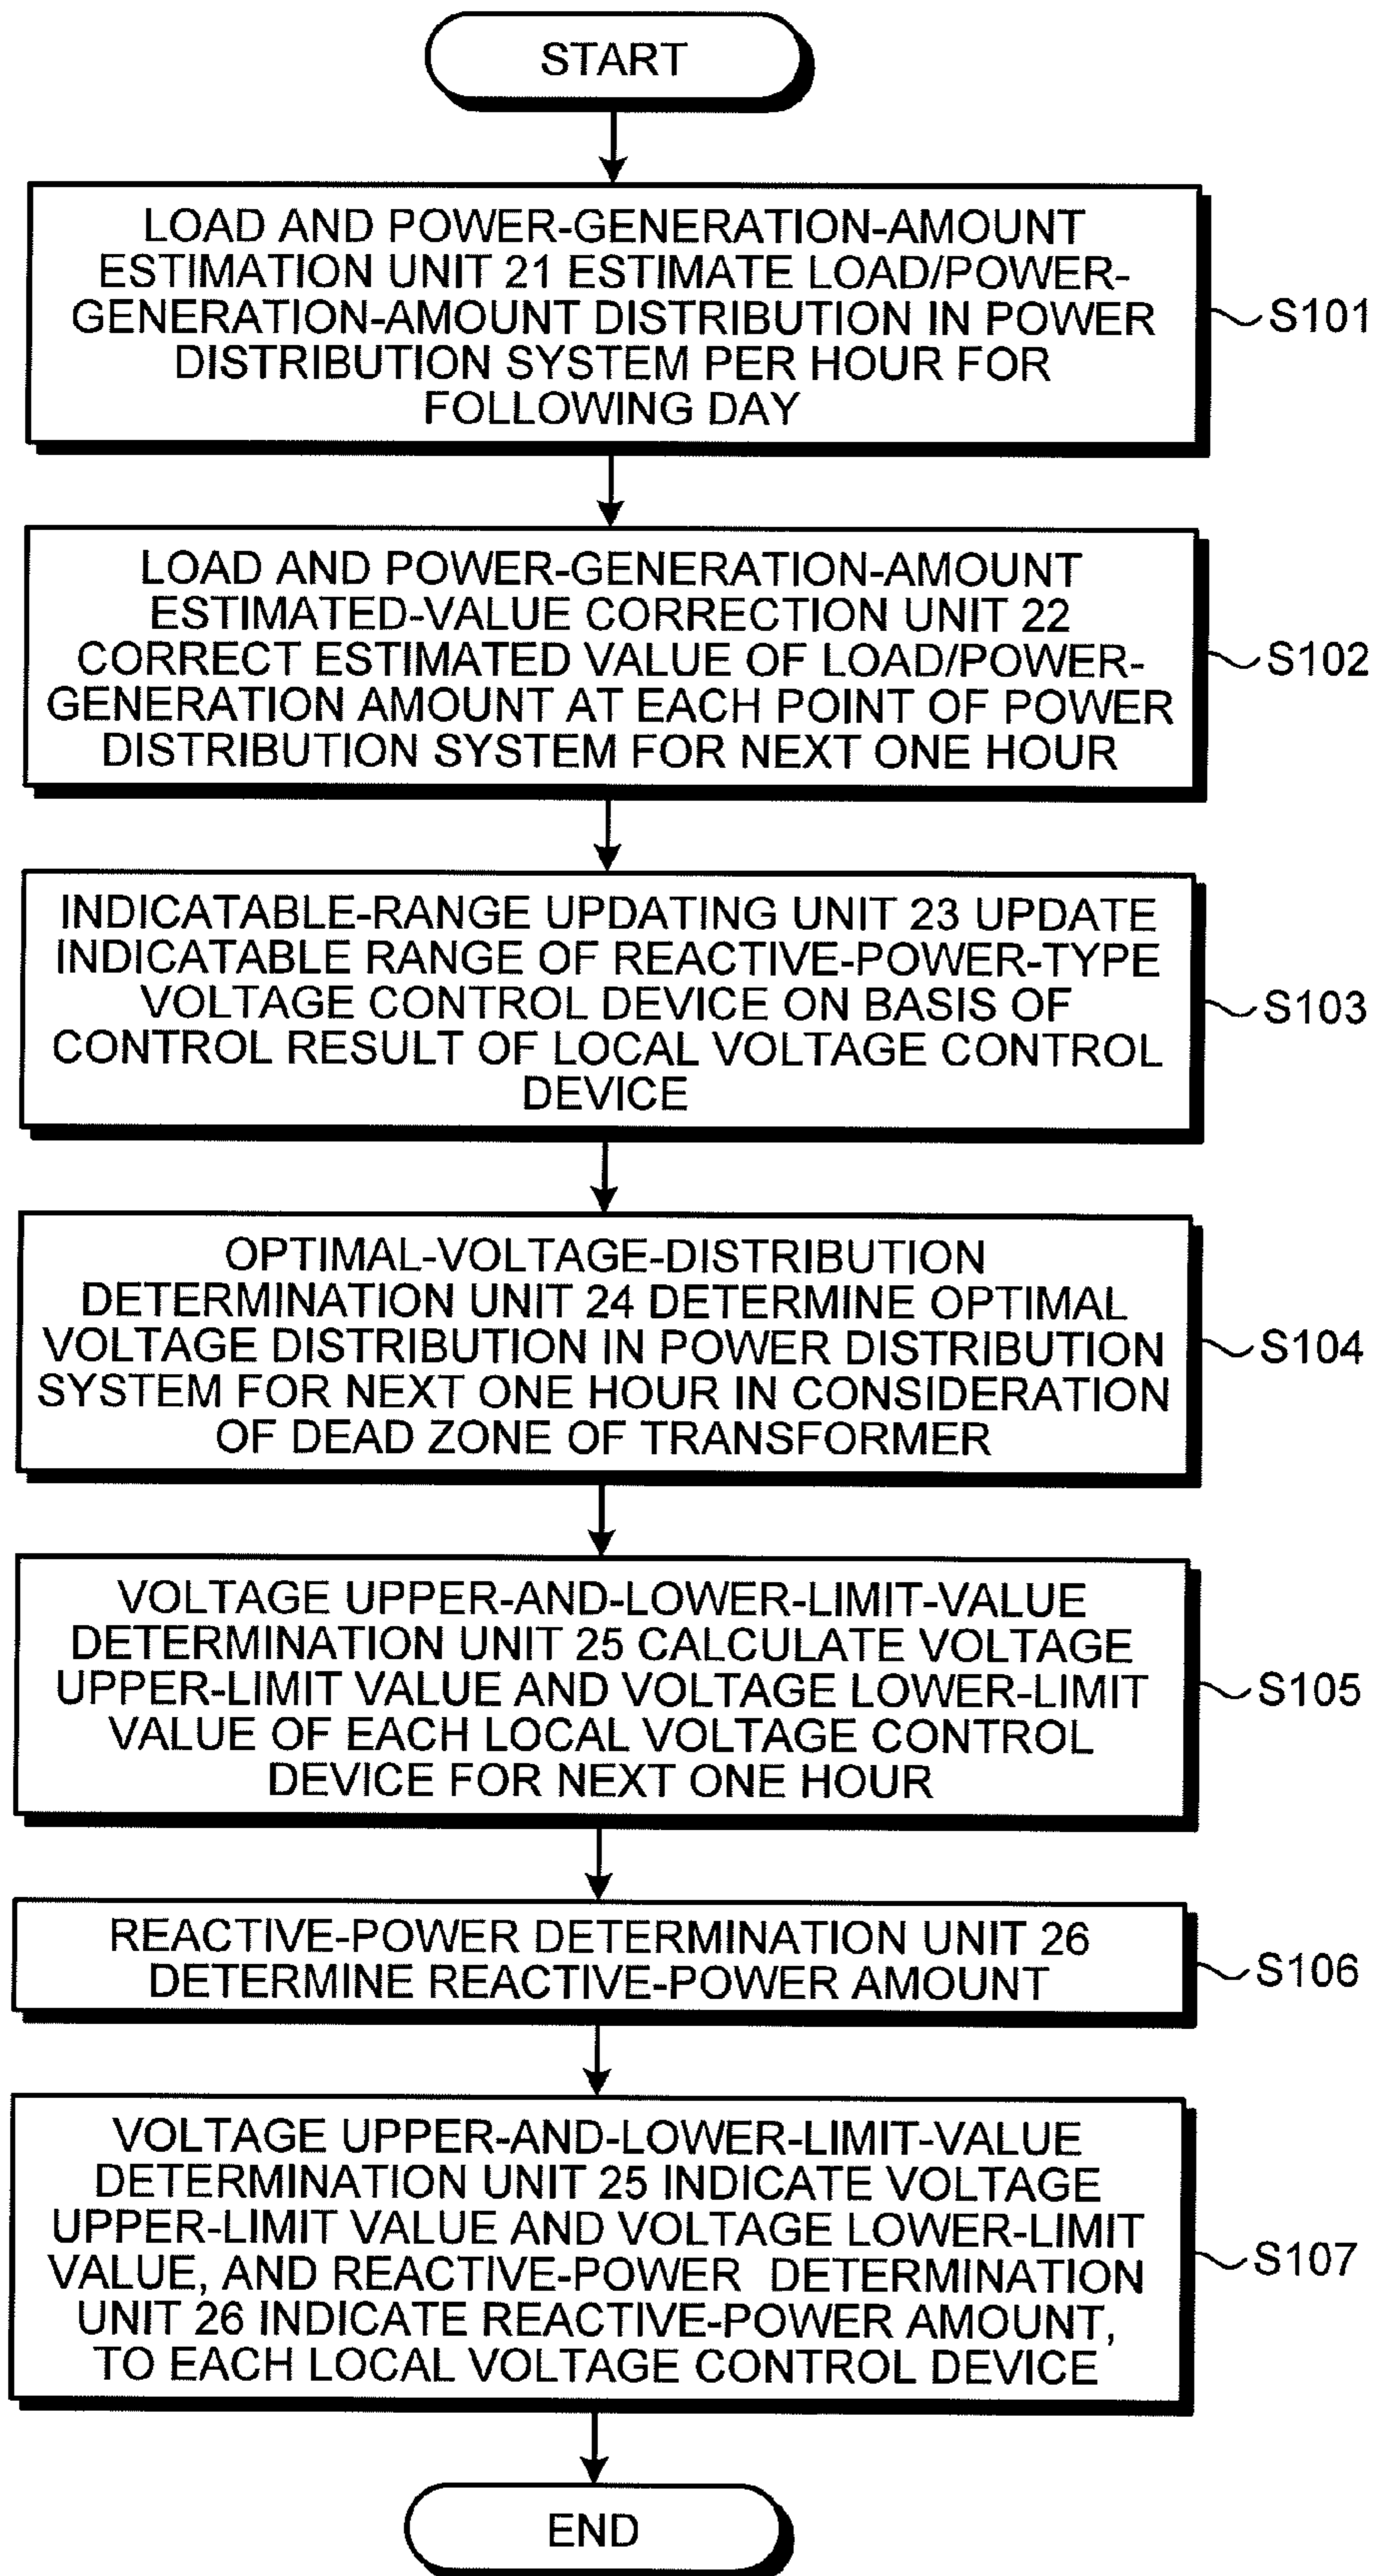 START
LOAD AND POWER-GENERATION-AMOUNT
ESTIMATION UNIT 21 ESTIMATE LOAD/POWER-
GENERATION-AMOUNT DISTRIBUTION IN POWER
DISTRIBUTION SYSTEM PER HOUR FOR
FOLLOWING DAY
S101
LOAD AND POWER-GENERATION-AMOUNT
ESTIMATED-VALUE CORRECTION UNIT 22
CORRECT ESTIMATED VALUE OF LOAD/POWER-
GENERATION AMOUNT AT EACH POINT OF POWER
DISTRIBUTION SYSTEM FOR NEXT ONE HOUR
S102
INDICATABLE-RANGE UPDATING UNIT 23 UPDATE
INDICATABLE RANGE OF REACTIVE-POWER-TYPE
VOLTAGE CONTROL DEVICE ON BASIS OF
CONTROL RESULT OF LOCAL VOLTAGE CONTROL
DEVICE
S103
OPTIMAL-VOLTAGE-DISTRIBUTION
DETERMINATION UNIT 24 DETERMINE OPTIMAL
VOLTAGE DISTRIBUTION IN POWER DISTRIBUTION
SYSTEM FOR NEXT ONE HOUR IN CONSIDERATION
OF DEAD ZONE OF TRANSFORMER
S104
VOLTAGE UPPER-AND-LOWER-LIMIT-VALUE
DETERMINATION UNIT 25 CALCULATE VOLTAGE
UPPER-LIMIT VALUE AND VOLTAGE LOWER-LIMIT
VALUE OF EACH LOCAL VOLTAGE CONTROL
DEVICE FOR NEXT ONE HOUR
S105
REACTIVE-POWER DETERMINATION UNIT 26
DETERMINE REACTIVE-POWER AMOUNT
S106
VOLTAGE UPPER-AND-LOWER-LIMIT-VALUE
DETERMINATION UNIT 25 INDICATE VOLTAGE
UPPER-LIMIT VALUE AND VOLTAGE LOWER-LIMIT
VALUE, AND REACTIVE-POWER DETERMINATION
UNIT 26 INDICATE REACTIVE-POWER AMOUNT,
TO EACH LOCAL VOLTAGE CONTROL DEVICE
S107
END